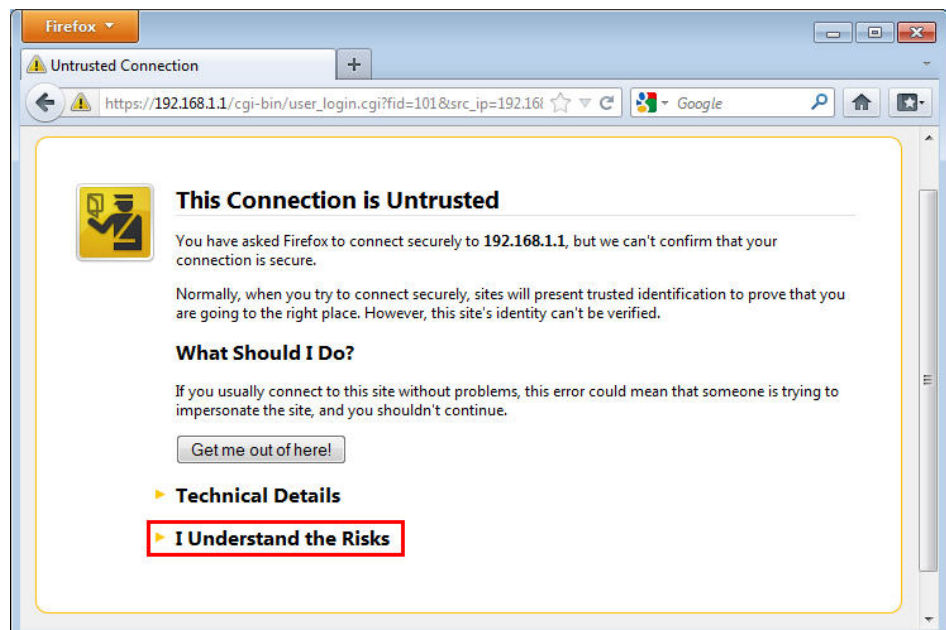 Firefox
Untrusted Connection
https://192.168.1.1/cgi-bin/user_login.cgi?fid=101&src_ip=192.16
Google
This Connection is Untrusted
You have asked Firefox to connect securely to 192.168.1.1, but we can't confirm that your
connection is secure.
Normally, when you try to connect securely, sites will present trusted identification to prove that you
are going to the right place. However, this site's identity can't be verified.
What Should I Do?
If you usually connect to this site without problems, this error could mean that someone is trying to
impersonate the site, and you shouldn't continue.
Get me out of here!
Technical Details
I Understand the Risks